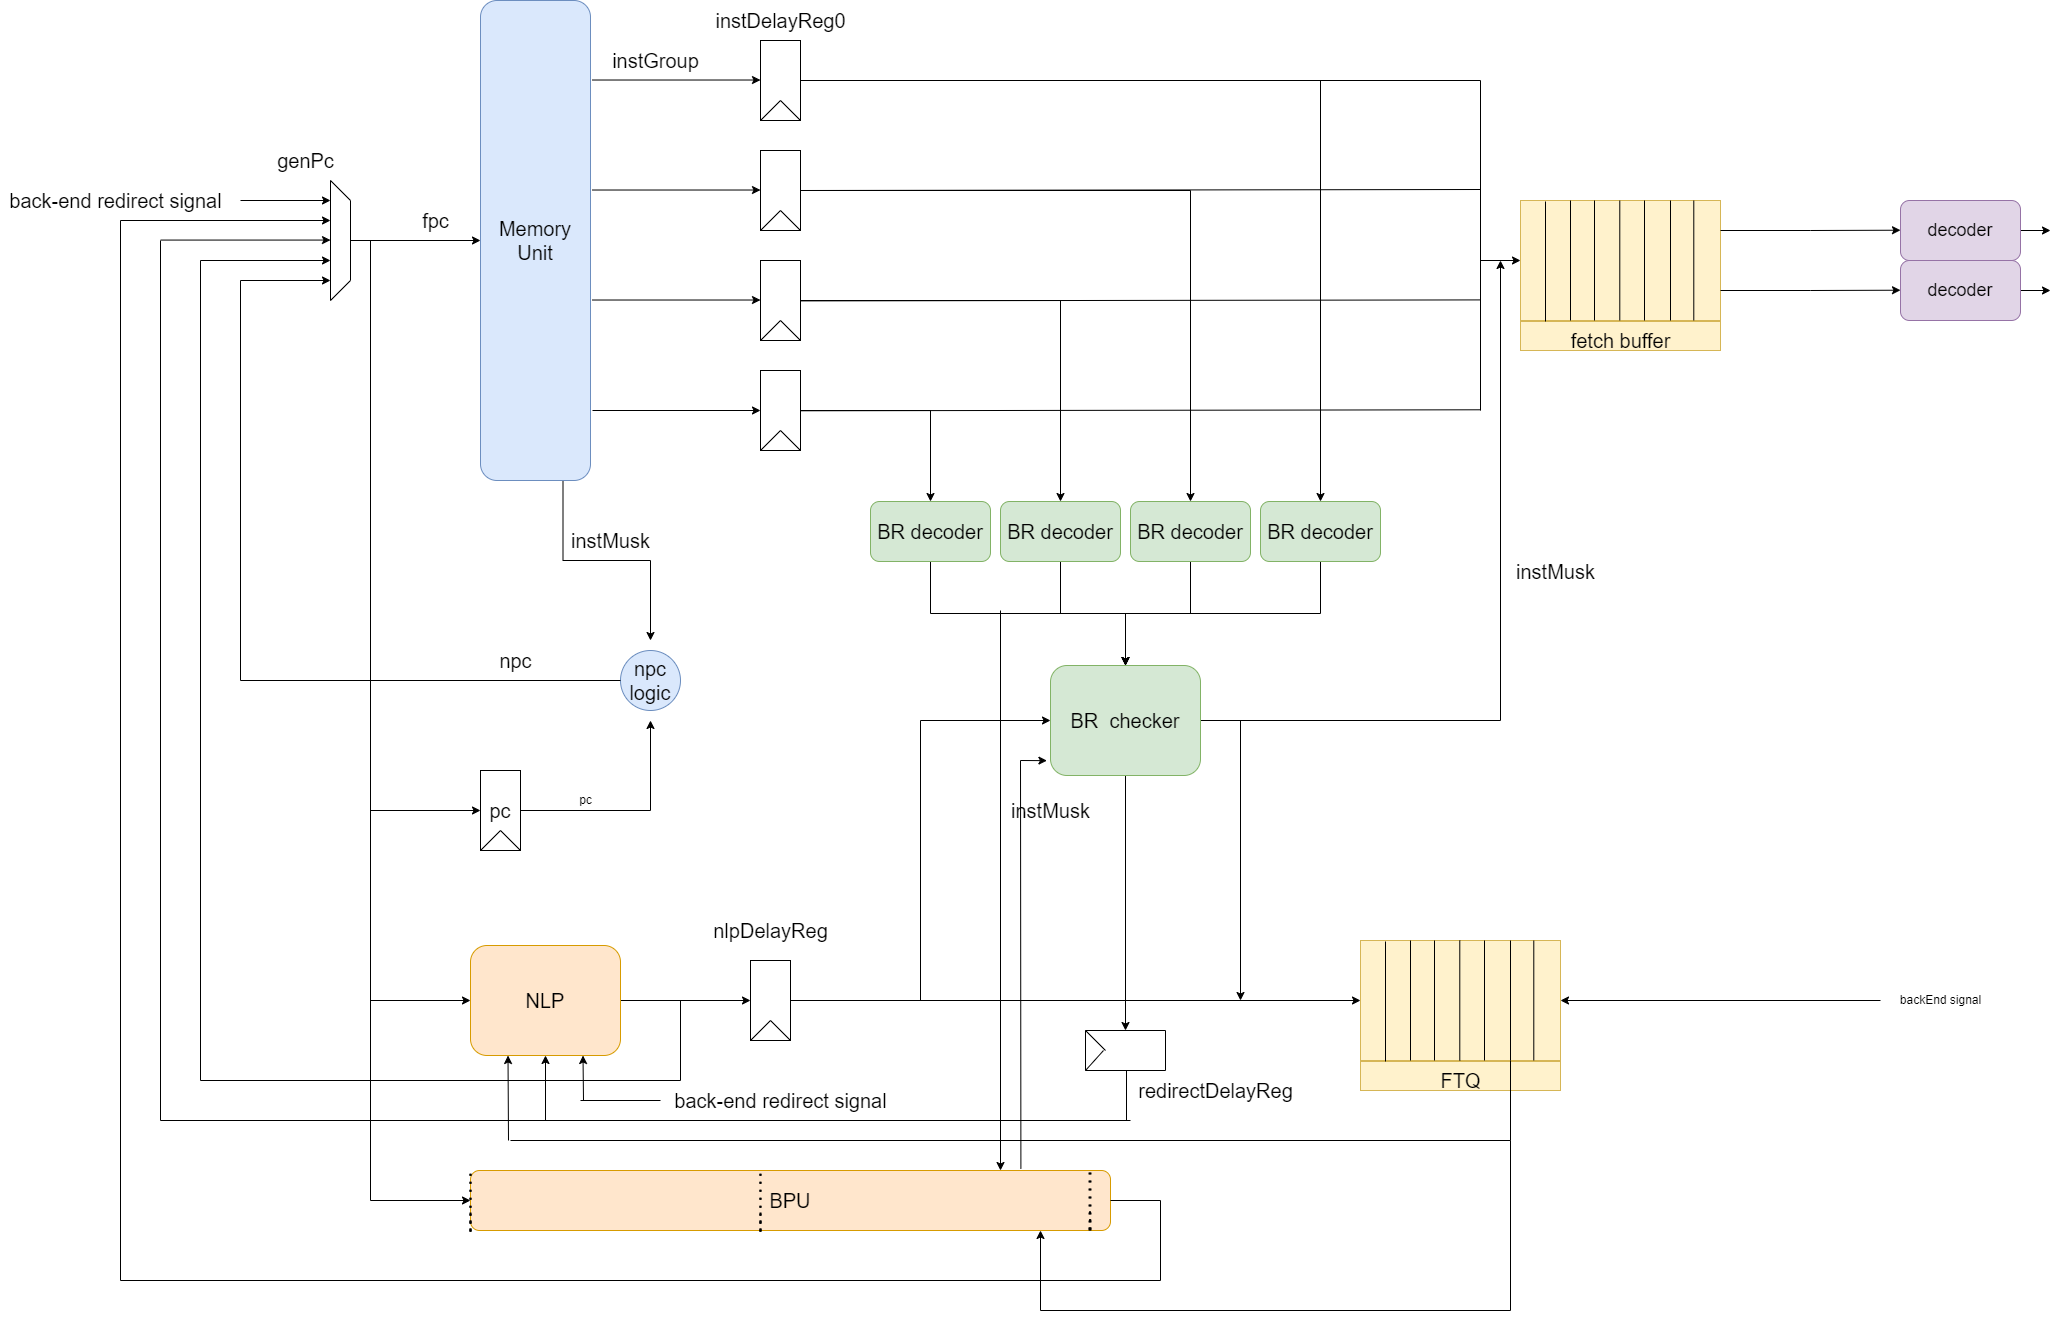 instDelayReg0
instGroup
genPc
back-end redirect signal
fpc
Memory
Unit
decoder
decoder
fetch buffer
BR decoder
BR decoder
BR decoder
BR decoder
instMusk
instMusk
npc
npc
logic
BR checker
pc
pc
instMusk
nlpDelayReg
NLP
backEnd signal
FTQ
redirectDelayReg
back-end redirect signal
BPU